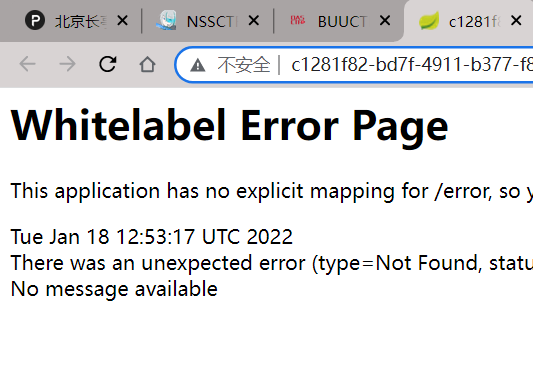 北京长 NSSCT BUUCT c1281f8
不安全 | c1281f82-bd7f-4911-b377-f8
Whitelabel Error Page
This application has no explicit mapping for /error, so y
Tue Jan 18 12:53:17 UTC 2022
There was an unexpected error (type=Not Found, statu
No message available